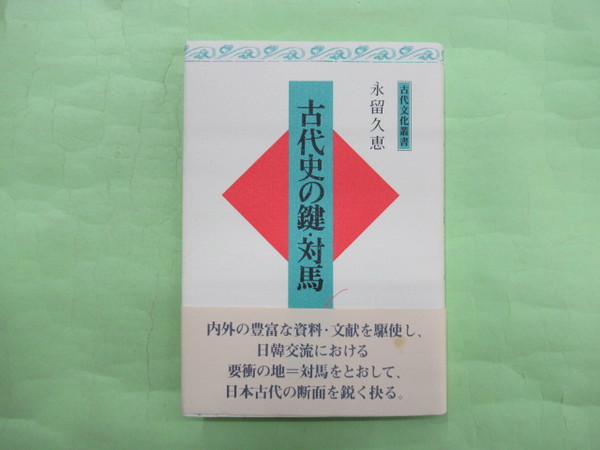 古代文化叢書
永留久恵
古代史の鍵・対馬
内外の豊富な資料・文献を駆使し、
日韓交流における
要衝の地＝対馬をとおして、
日本古代の断面を鋭く抉る。